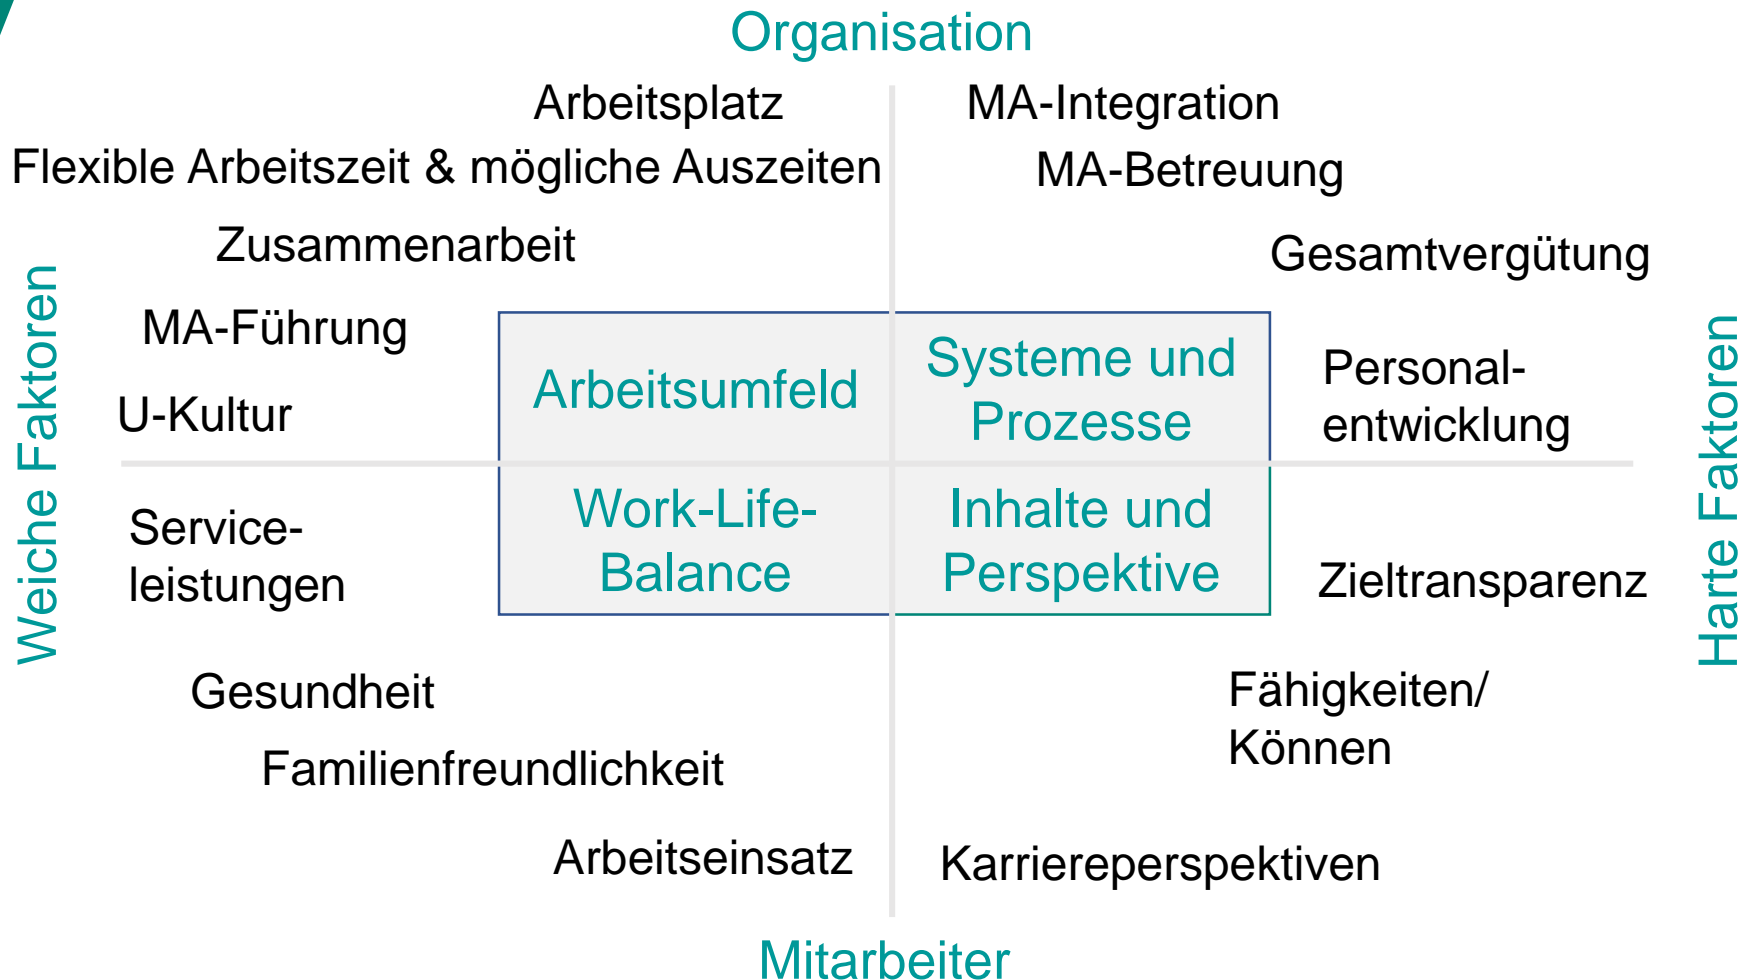 Organisation
Arbeitsplatz
Flexible Arbeitszeit & mögliche Auszeiten
Zusammenarbeit
MA-Führung
U-Kultur
MA-Integration
MA-Betreuung
Gesamtvergütung
Personal-
entwicklung
Weiche Faktoren
Arbeitsumfeld
Systeme und
Prozesse
Work-Life-
Balance
Inhalte und
Perspektive
Harte Faktoren
Service-
leistungen
Gesundheit
Familienfreundlichkeit
Arbeitseinsatz
Zieltransparenz
Fähigkeiten/
Können
Karriereperspektiven
Mitarbeiter